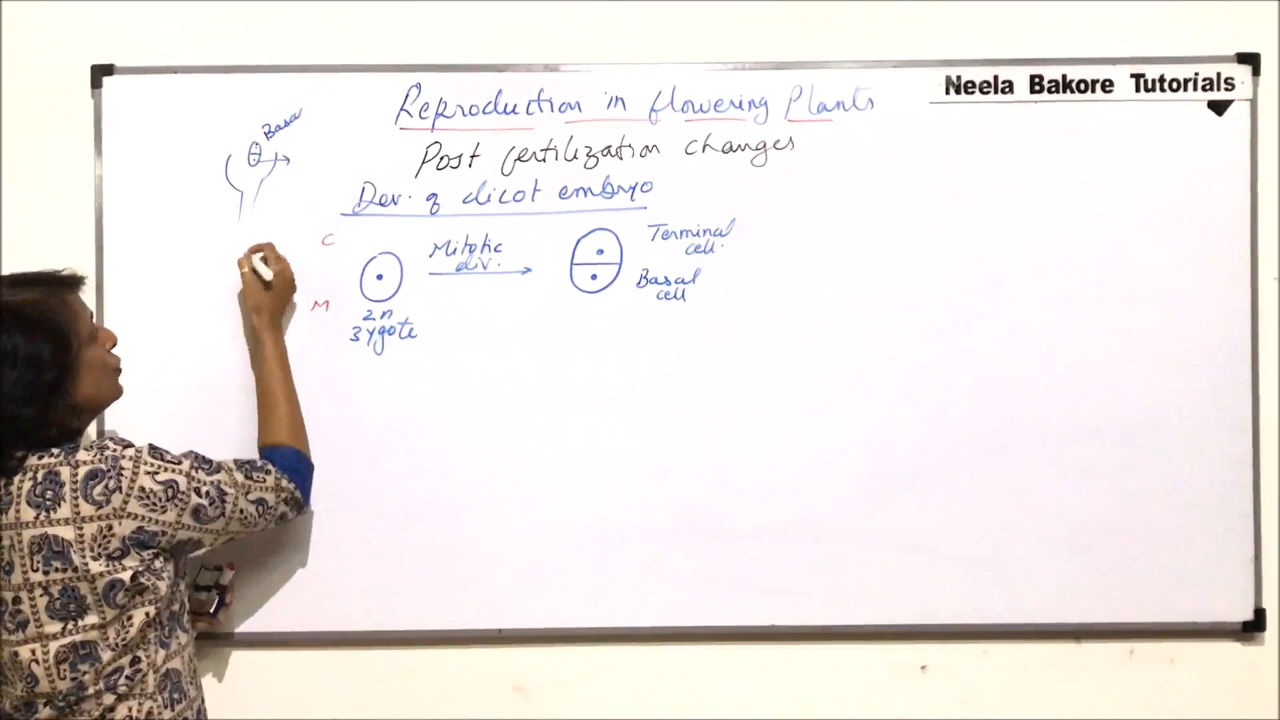 Neela Bakore Tutorials
Reproduction in flowering Plants
Post fertilization changes
Dev. of dicot embryo
Basa
C
M
2n
zygote
Mitotic
div.
Terminal
cell.
Basal
cell